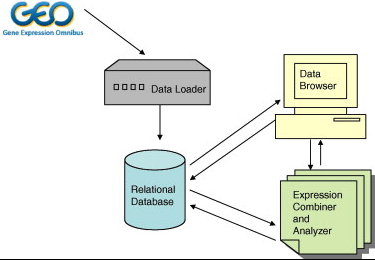 GEO
Gene Expression Omnibus
Data Loader
Data
Browser
Relational
Database
Expression
Combiner
and
Analyzer